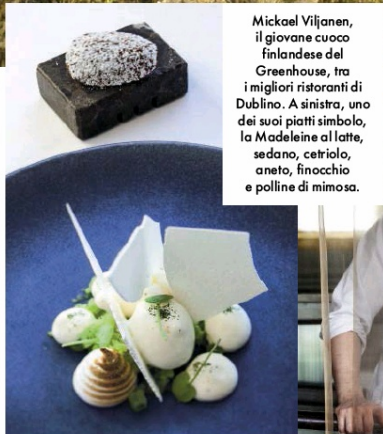 Mickael Viljanen,
il giovane cuoco
finlandese del
Greenhouse, tra
i migliori ristoranti di
Dublino. A sinistra, uno
dei suoi piatti simbolo,
la Madeleine al latte,
sedano, cetriolo,
aneto, finocchio
e polline di mimosa.